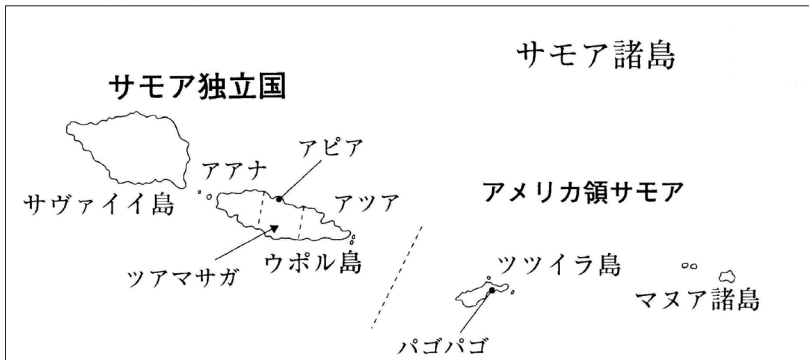 サモア諸島
サモア独立国
アピア
アアナ
サヴァイイ島
アツア
アメリカ領サモア
ツアマサガ
ウポル島
ツツイラ島
マヌア諸島
パゴパゴ